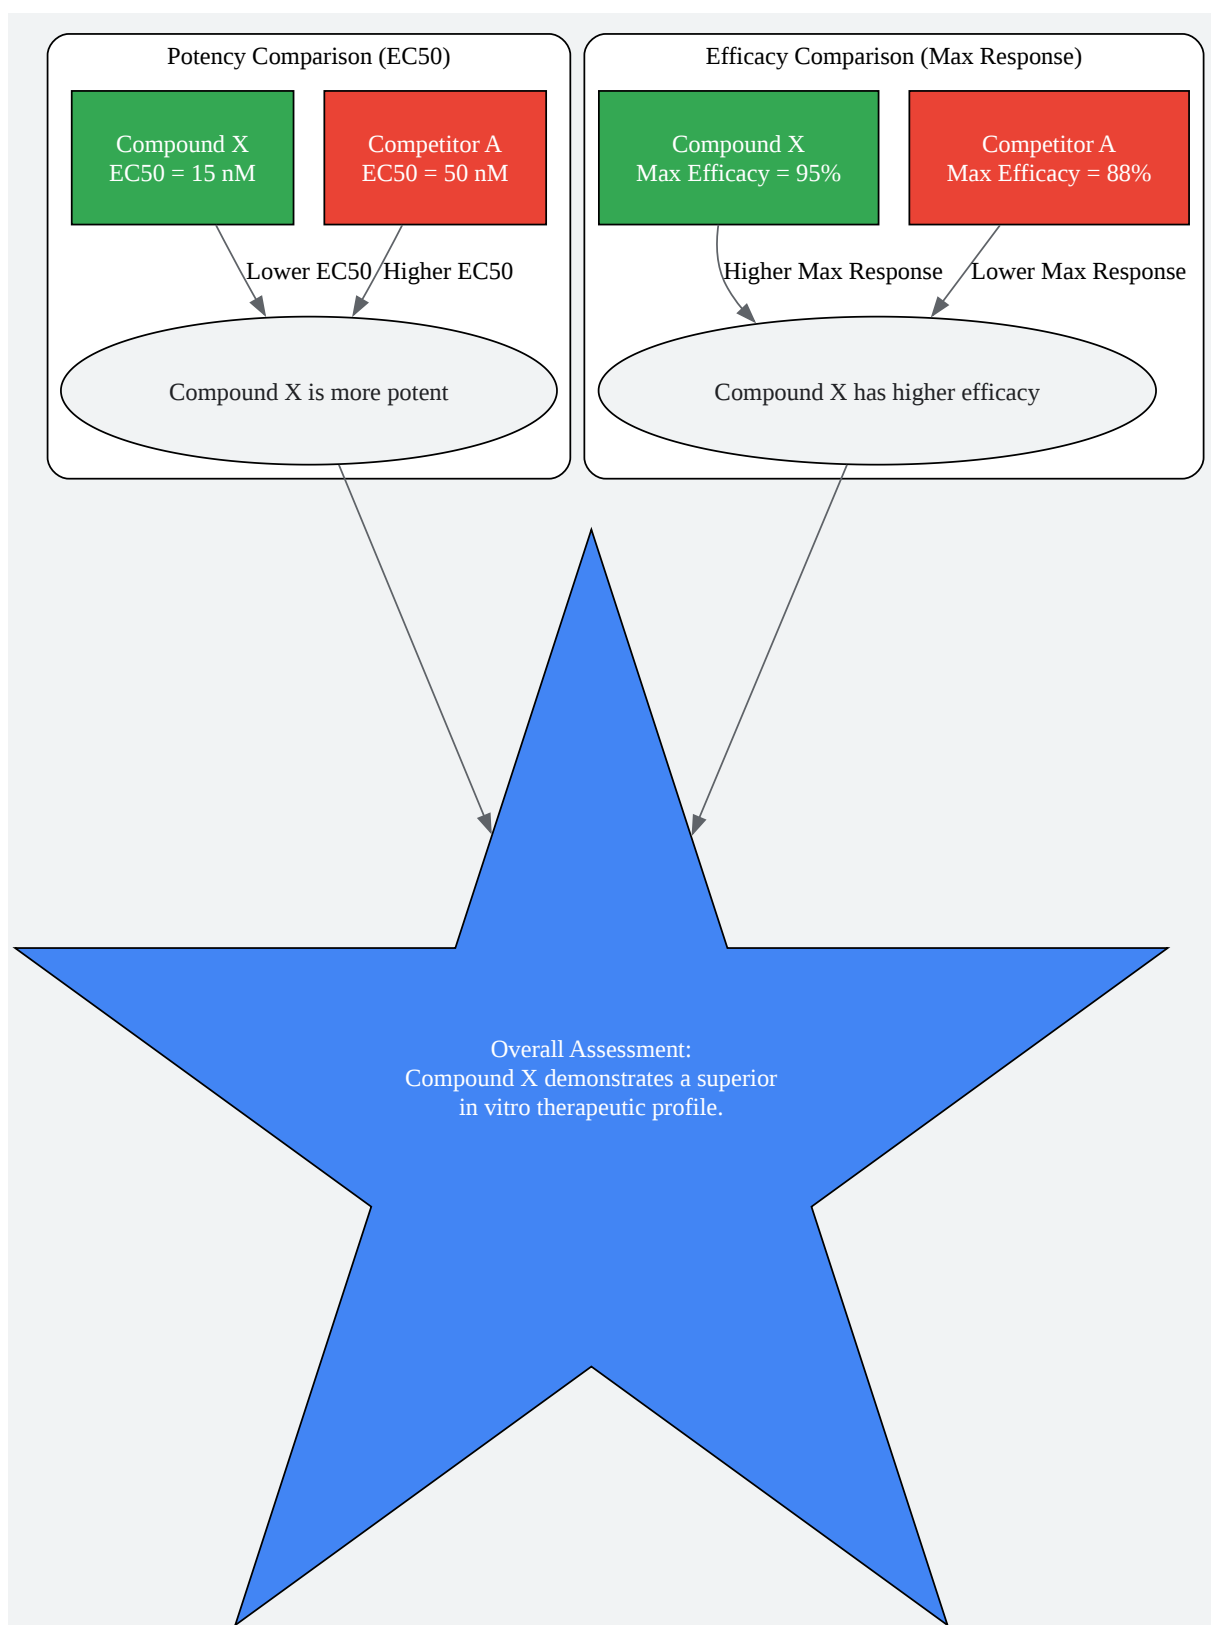 Potency Comparison (EC50)
Compound X
EC50 = 15 nM
Competitor A
EC50 = 50 nM
Lower EC50
Higher EC50
Compound X is more potent
Efficacy Comparison (Max Response)
Compound X
Max Efficacy = 95%
Competitor A
Max Efficacy = 88%
Higher Max Response
Lower Max Response
Compound X has higher efficacy
Overall Assessment:
Compound X demonstrates a superior
in vitro therapeutic profile.